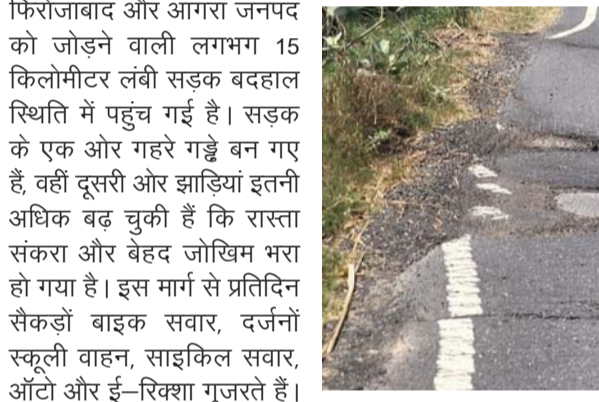 फिरोजाबाद और आगरा जनपद
को जोड़ने वाली लगभग 15
किलोमीटर लंबी सड़क बदहाल
स्थिति में पहुंच गई है। सड़क
के एक ओर गहरे गड्ढे बन गए
हैं, वहीं दूसरी ओर झाड़ियां इतनी
अधिक बढ़ चुकी हैं कि रास्ता
संकरा और बेहद जोखिम भरा
हो गया है। इस मार्ग से प्रतिदिन
सैकड़ों बाइक सवार, दर्जनों
स्कूली वाहन, साइकिल सवार,
ऑटो और ई–रिक्शा गुजरते हैं।